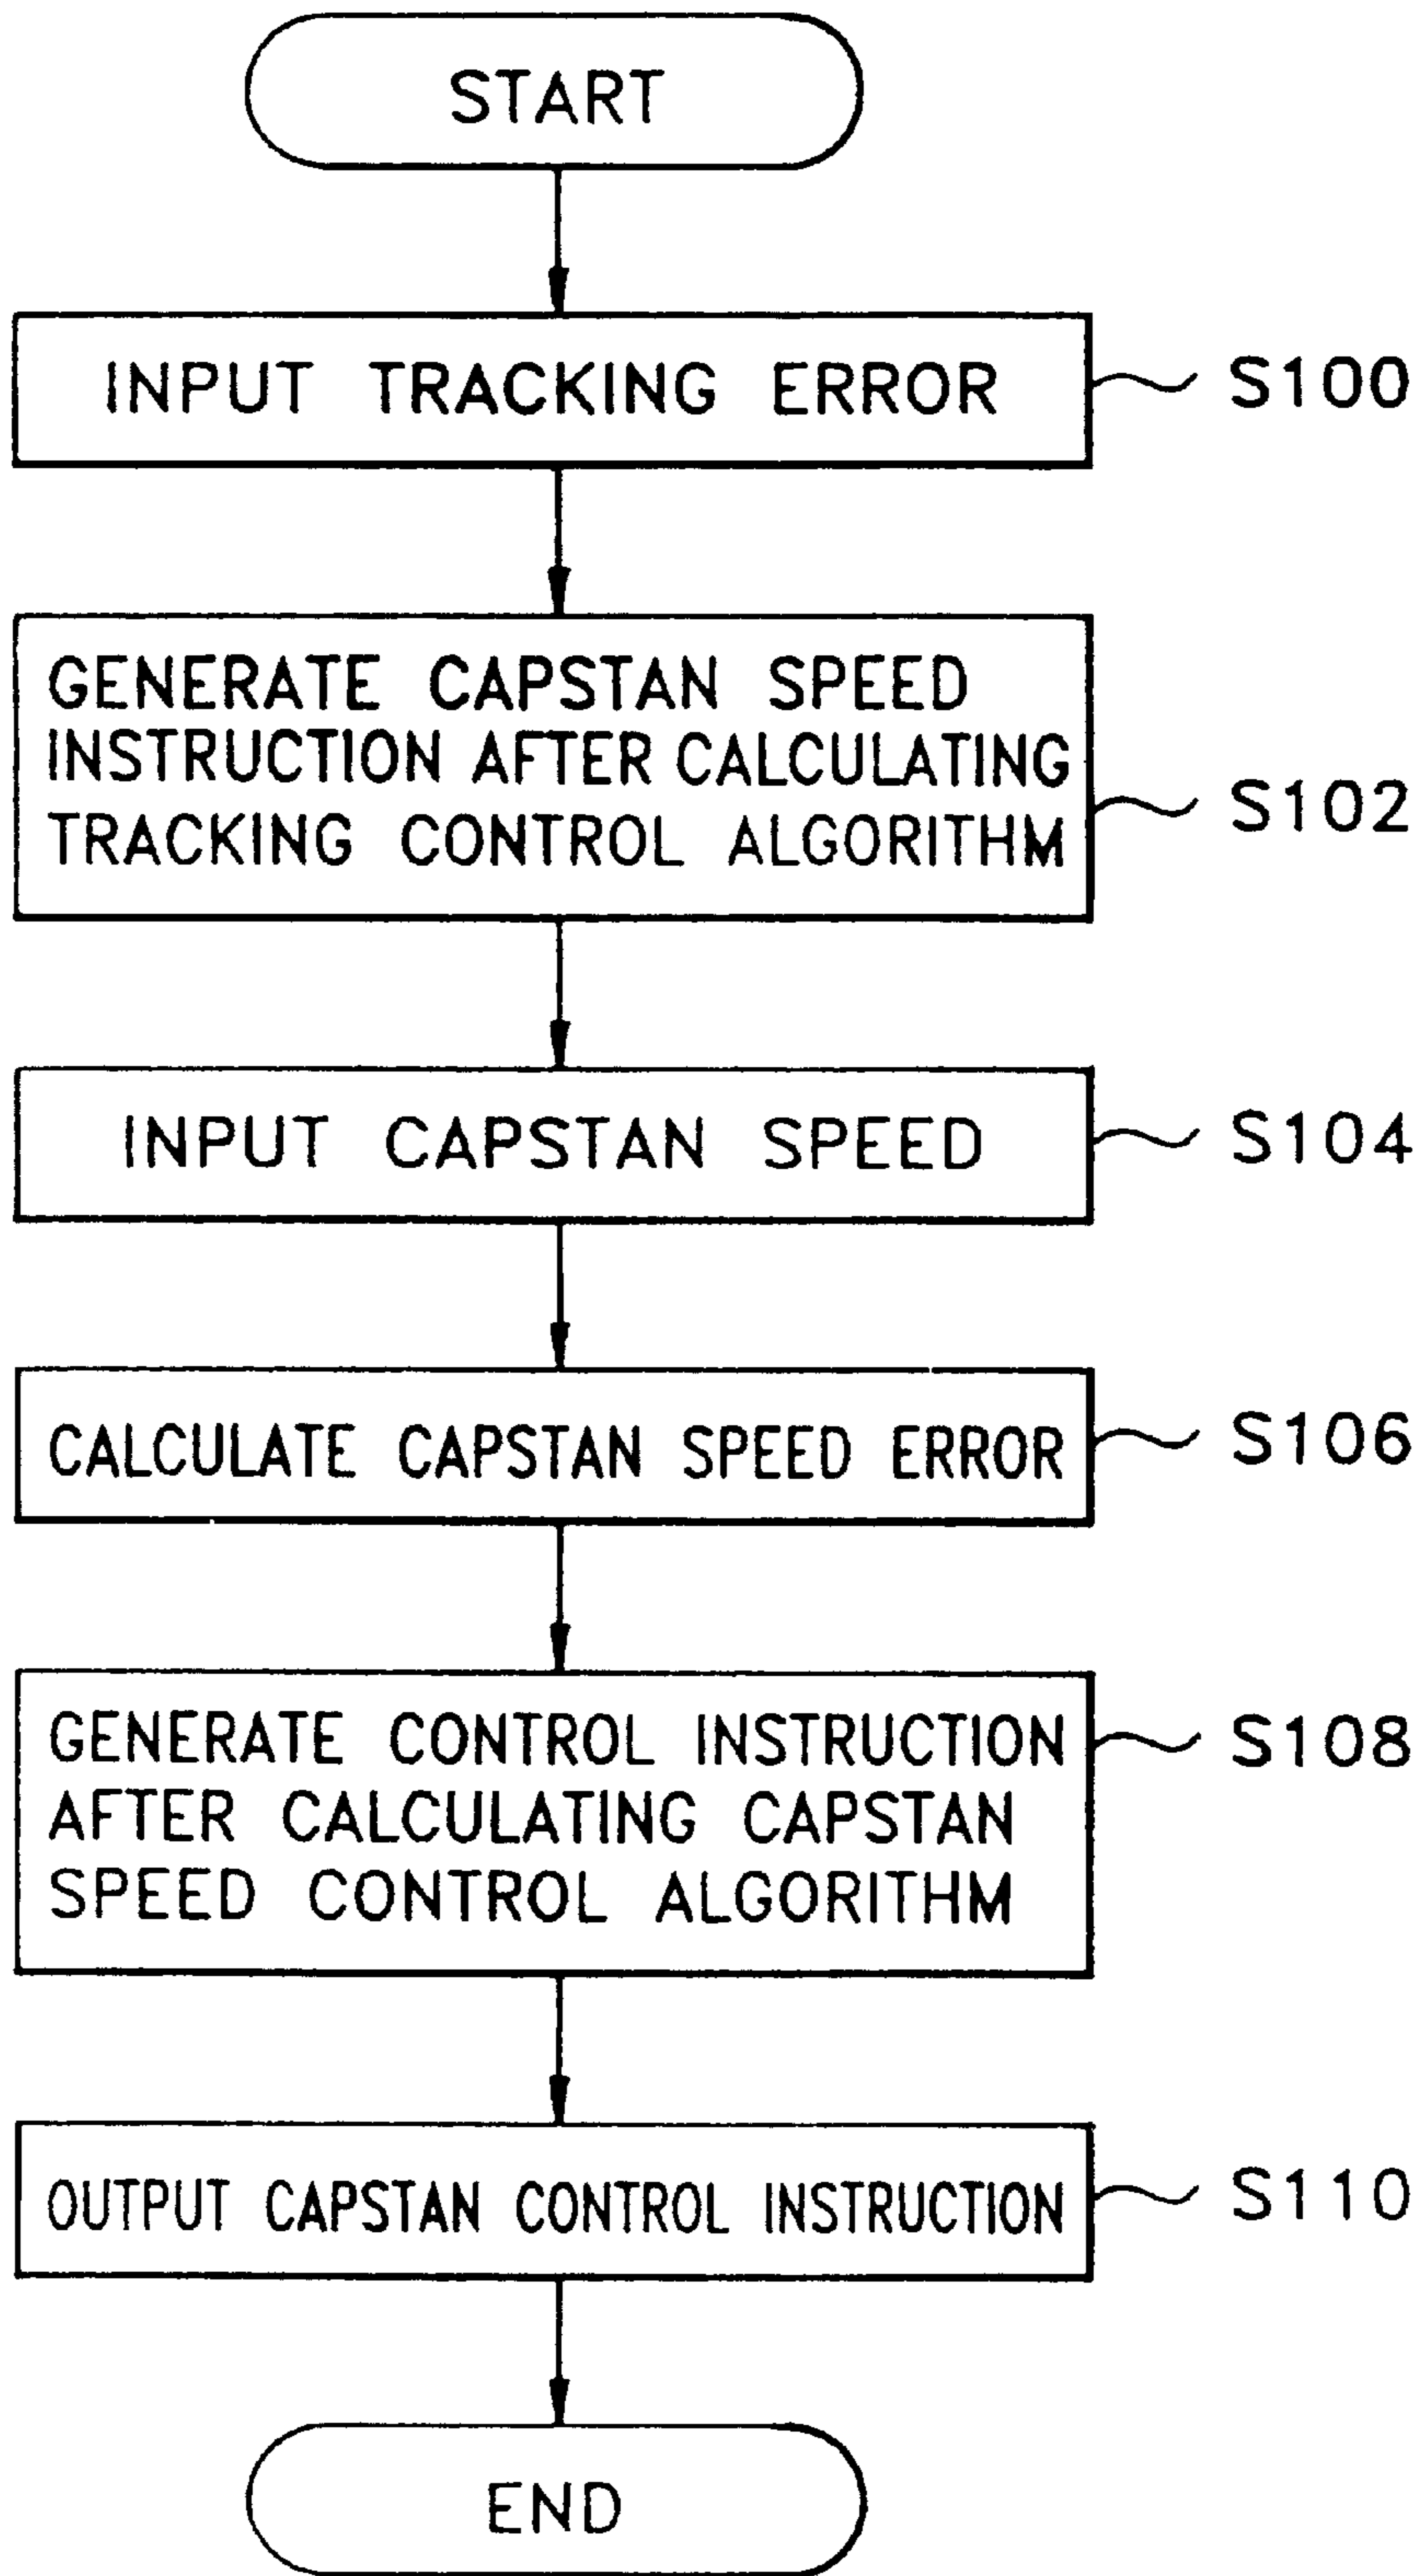 START
INPUT TRACKING ERROR
S100
GENERATE CAPSTAN SPEED
INSTRUCTION AFTER CALCULATING
TRACKING CONTROL ALGORITHM
S102
INPUT CAPSTAN SPEED
S104
CALCULATE CAPSTAN SPEED ERROR
S106
GENERATE CONTROL INSTRUCTION
AFTER CALCULATING CAPSTAN
SPEED CONTROL ALGORITHM
S108
OUTPUT CAPSTAN CONTROL INSTRUCTION
S110
END